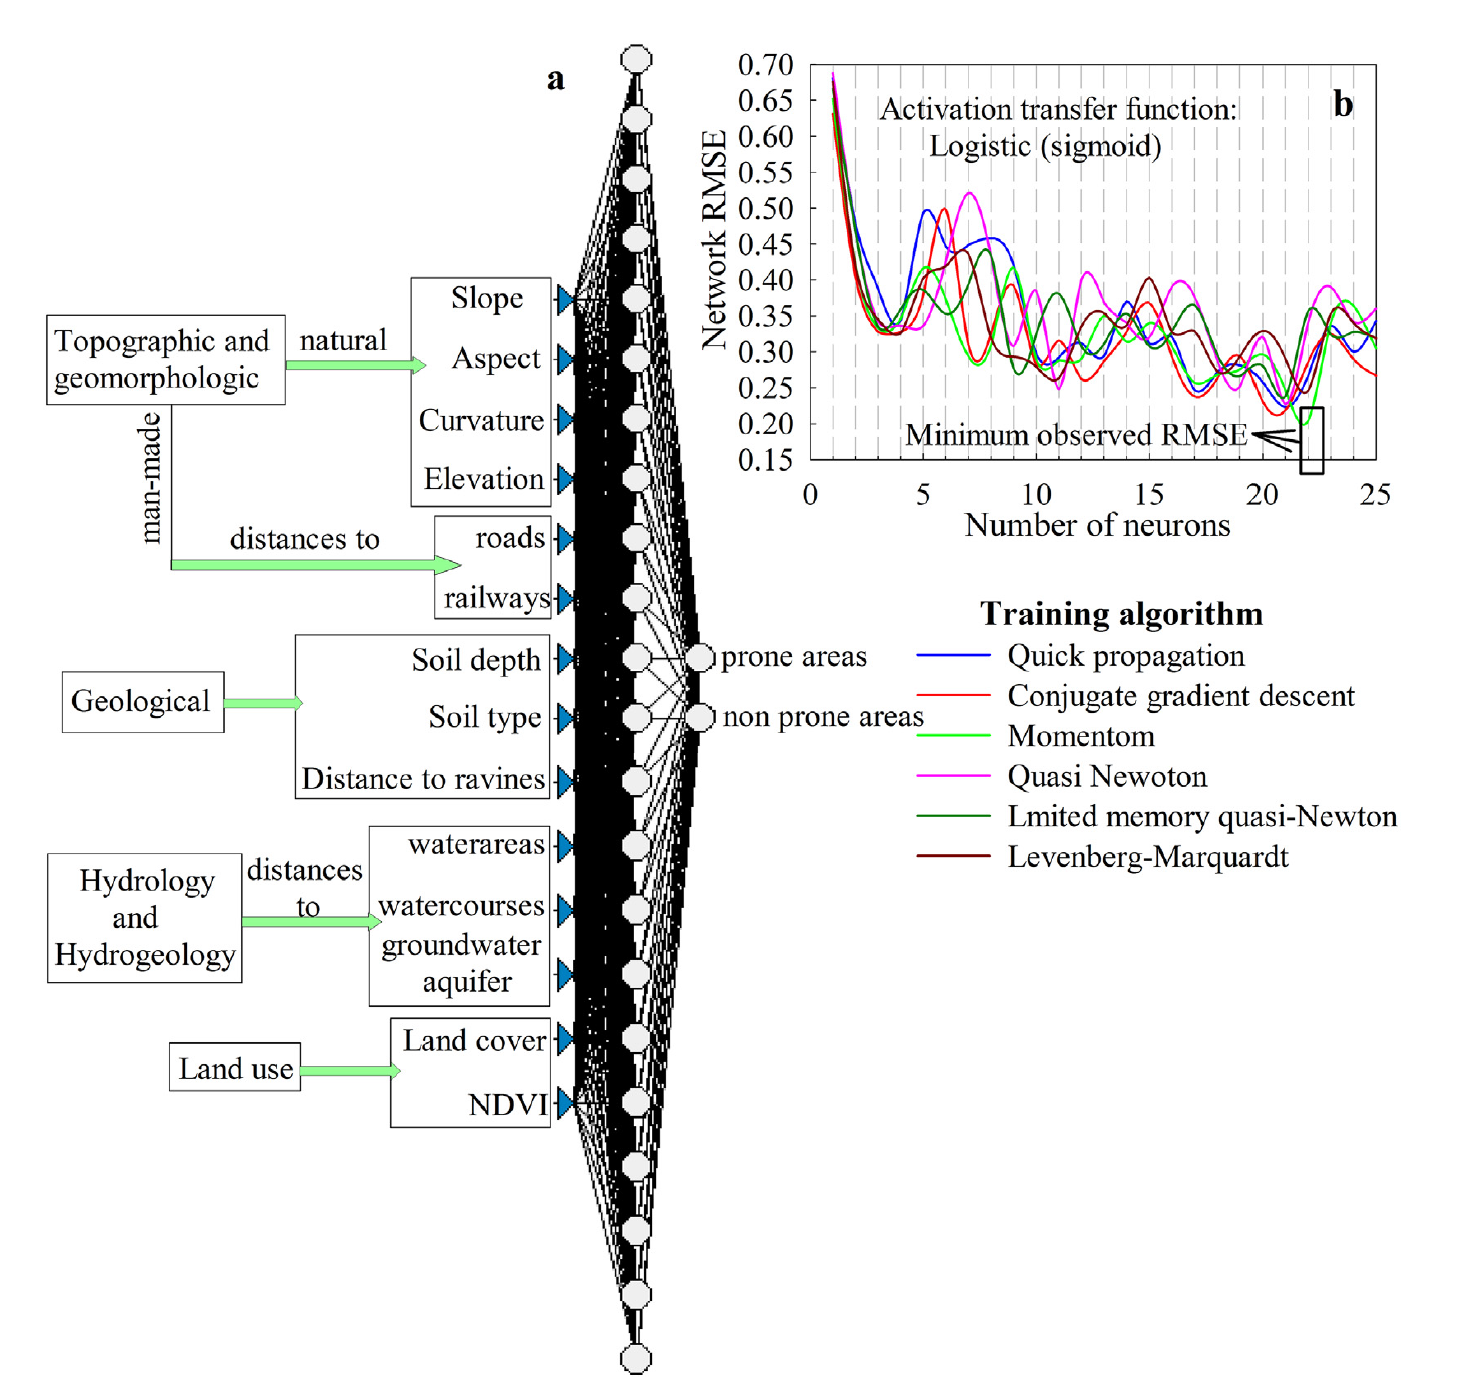 a
Slope
Aspect
Curvature
Elevation
Topographic and
geomorphologic
natural
man-made
distances to
roads
railways
Geological
Soil depth
Soil type
Distance to ravines
Hydrology
and
Hydrogeology
distances
to
waterareas
watercourses
groundwater
aquifer
Land use
Land cover
NDVI
prone areas
non prone areas
b
Activation transfer function:
Logistic (sigmoid)
Network RMSE
0.70
0.65
0.60
0.55
0.50
0.45
0.40
0.35
0.30
0.25
0.20
0.15
Minimum observed RMSE
0 5 10 15 20 25
Number of neurons
Training algorithm
Quick propagation
Conjugate gradient descent
Momentom
Quasi Newoton
Lmited memory quasi-Newton
Levenberg-Marquardt